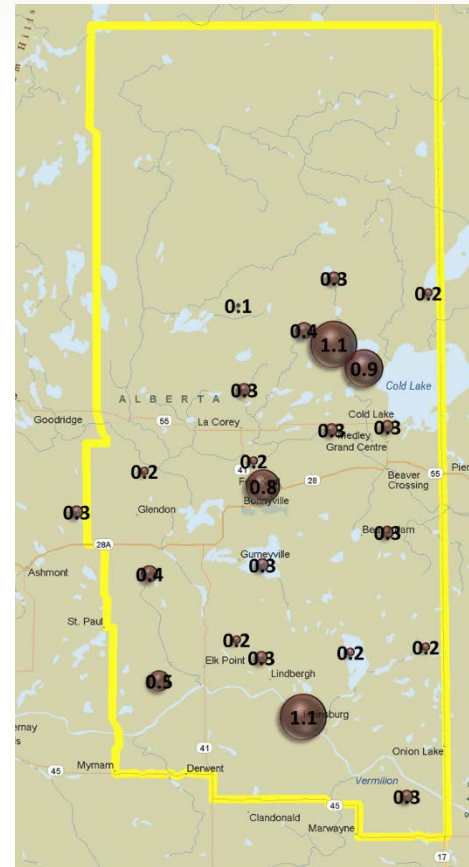 0.3
0.2
0.1
0.4
1.1
0.9
Cold Lake
0.3
ALBERTA
Goodridge
55
La Corey
Cold Lake
0.3
Medley
0.3
Grand Centre
0.2
41
0.2
28
Beaver
Crossing
55
0.8
Bonnyville
Glendon
0.3
0.3
28A
Gurneyville
0.3
Ashmont
0.4
St. Paul
0.2
0.2
Elk Point
0.3
0.2
Lindbergh
0.5
1.1
41
Onion Lake
45
Myrnam
Derwent
Vermilion
0.3
45
Clandonald
Marwayne
17